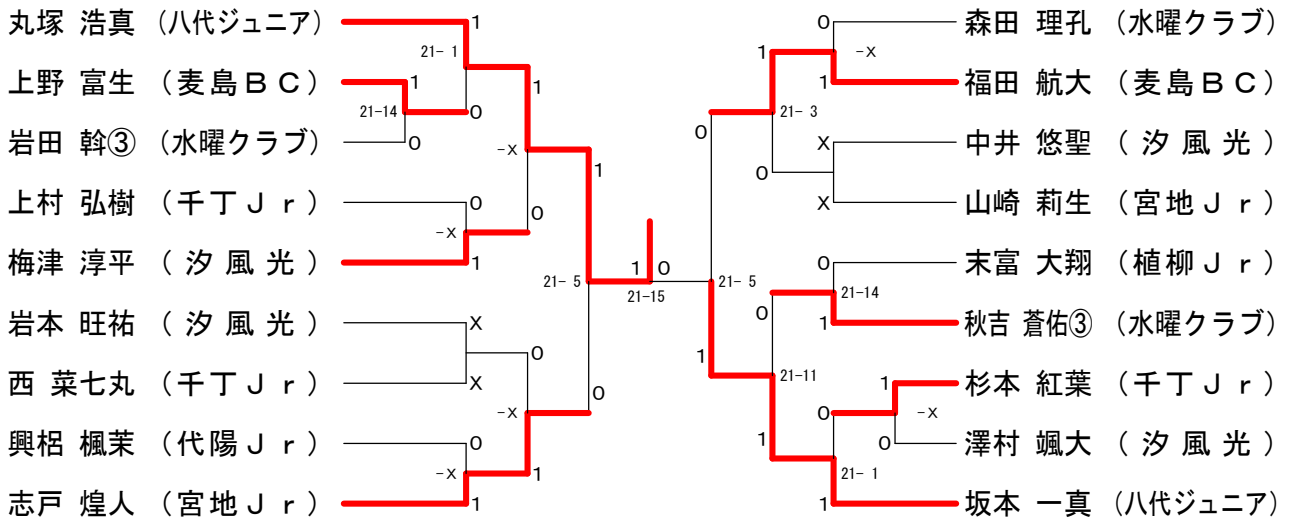 丸塚 浩真 (八代ジュニア)
上野 富生 (麦島ＢＣ)
岩田 斡③ (水曜クラブ)
上村 弘樹 (千丁Ｊｒ)
梅津 淳平 (汐風光)
岩本 旺祐 (汐風光)
西 菜七丸 (千丁Ｊｒ)
興梠 楓茉 (代陽Ｊｒ)
志戸 煌人 (宮地Ｊｒ)
1
21- 1
1
21-14
0
0
1
-X
0
-X
1
0
1
21- 5
X
X
0
-X
0
0
-X
1
1
1
0
21-15
森田 理孔 (水曜クラブ)
福田 航大 (麦島ＢＣ)
中井 悠聖 (汐風光)
山崎 莉生 (宮地Ｊｒ)
末富 大翔 (植柳Ｊｒ)
秋吉 蒼佑③ (水曜クラブ)
杉本 紅葉 (千丁Ｊｒ)
澤村 颯大 (汐風光)
坂本 一真 (八代ジュニア)
0
-X
1
1
21- 3
0
X
0
X
21- 5
0
21-14
0
1
1
21-11
1
0
-X
0
1
21- 1
1